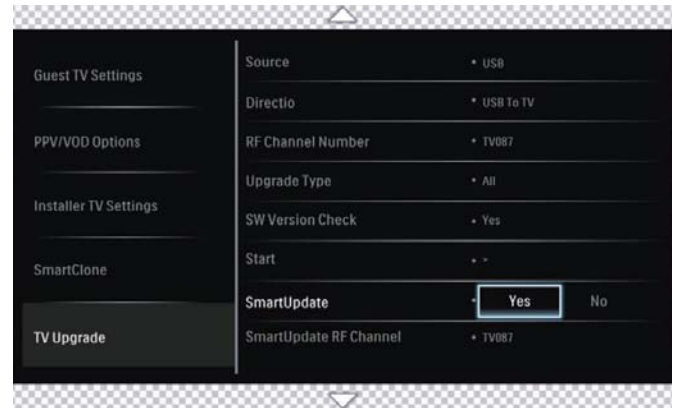 Guest TV Settings
PPV/VOD Options
Installer TV Settings
SmartClone
TV Upgrade
Source • USB
Directio • USB To TV
RF Channel Number • TV087
Upgrade Type • All
SW Version Check • Yes
Start • >
SmartUpdate • Yes No
SmartUpdate RF Channel • TV087